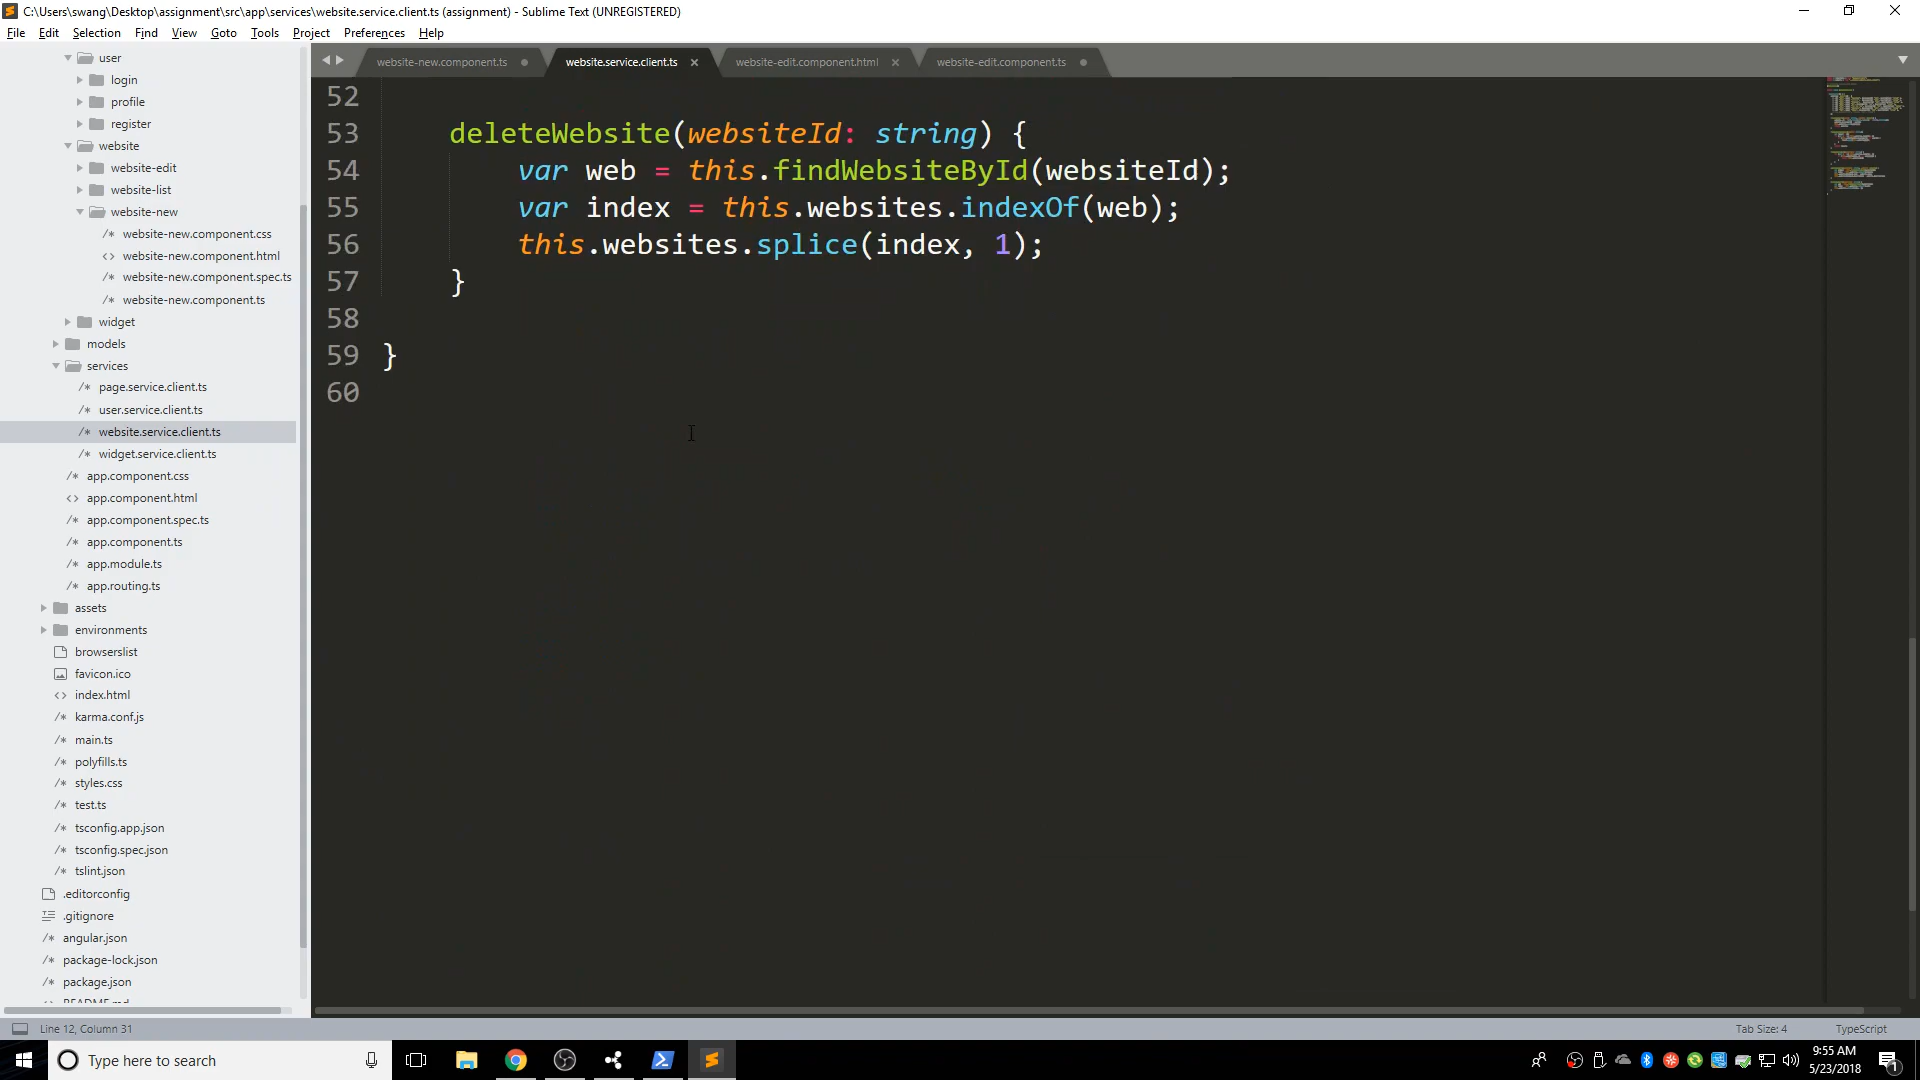 C:\Users\swang\Desktop\assignment\src\app\services\website.service.client.ts (assignment) - Sublime Text (UNREGISTERED)
File Edit Selection Find View Goto Tools Project Preferences Help
website-new.component.ts website.service.client.ts website-edit.component.html website-edit.component.ts
user
login
profile
register
website
website-edit
website-list
website-new
/* website-new.component.css
<> website-new.component.html
/* website-new.component.spec.ts
/* website-new.component.ts
widget
models
services
/* page.service.client.ts
/* user.service.client.ts
/* website.service.client.ts
/* widget.service.client.ts
/* app.component.css
<> app.component.html
/* app.component.spec.ts
/* app.component.ts
/* app.module.ts
/* app.routing.ts
assets
environments
browserslist
favicon.ico
<> index.html
/* karma.conf.js
/* main.ts
/* polyfills.ts
/* styles.css
/* test.ts
/* tsconfig.app.json
/* tsconfig.spec.json
/* tslint.json
.editorconfig
.gitignore
/* angular.json
/* package-lock.json
/* package.json
README.md
52
53 deleteWebsite(websiteId: string) {
54 var web = this.findWebsiteById(websiteId);
55 var index = this.websites.indexOf(web);
56 this.websites.splice(index, 1);
57 }
58
59 }
60
Line 12, Column 31 Tab Size: 4 TypeScript
Type here to search
9:55 AM
5/23/2018
1